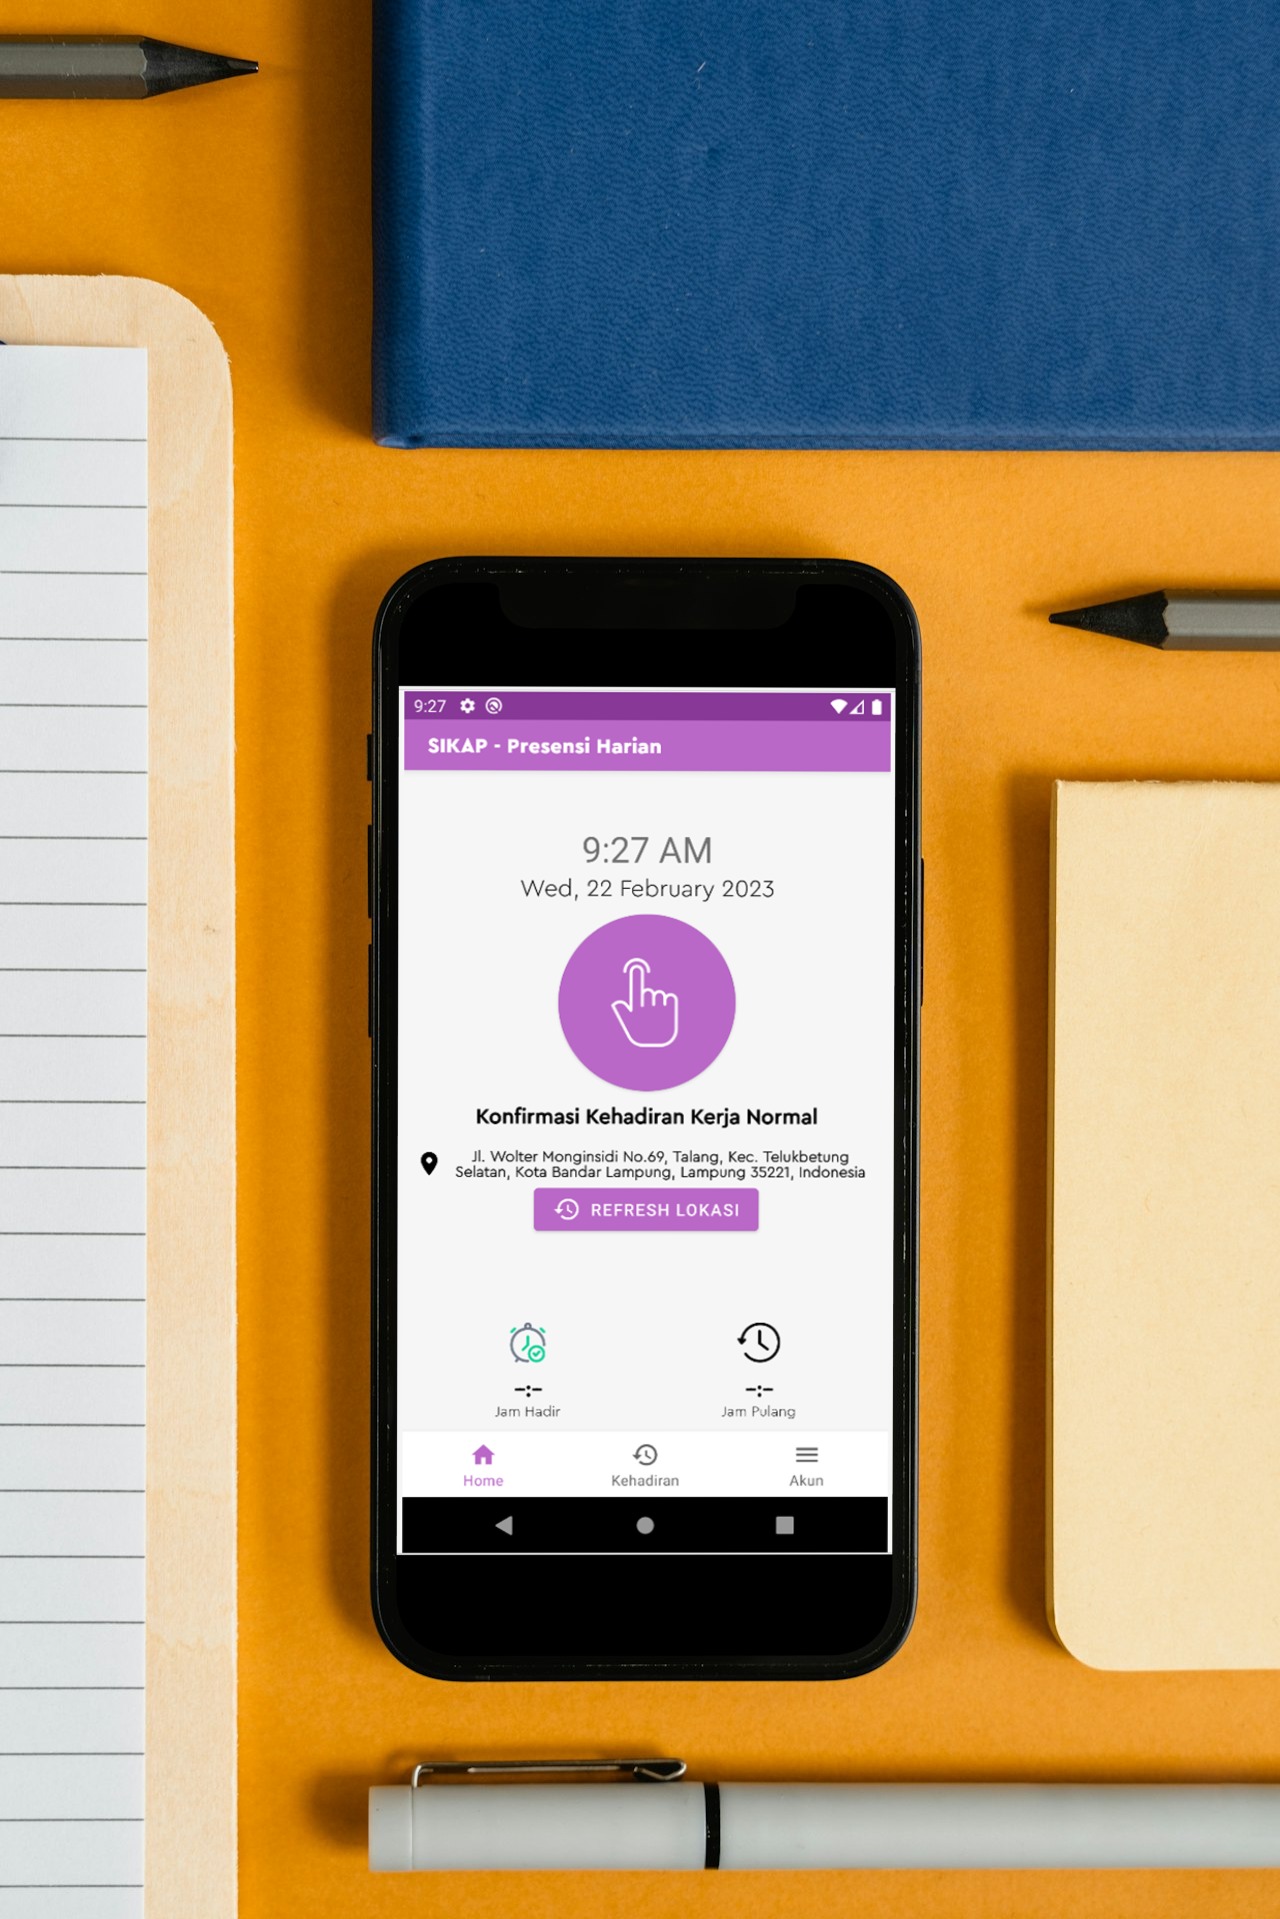 9:27
SIKAP - Presensi Harian
9:27 AM
Wed, 22 February 2023
Konfirmasi Kehadiran Kerja Normal
Jl. Wolter Monginsidi No.69, Talang, Kec. Telukbetung
Selatan, Kota Bandar Lampung, Lampung 35221, Indonesia
REFRESH LOKASI
--:-- --:--
Jam Hadir Jam Pulang
Home Kehadiran Akun